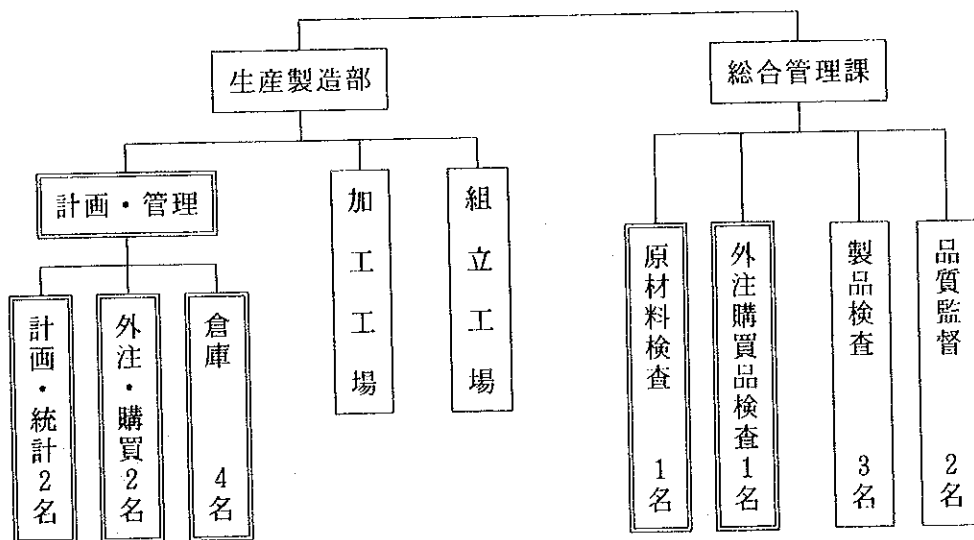 生産製造部
総合管理課
計画・管理
加工工場
組立工場
計画・統計2名
外注・購買2名
倉庫 4名
原材料検査 1名
外注購買品検査1名
製品検査 3名
品質監督 2名